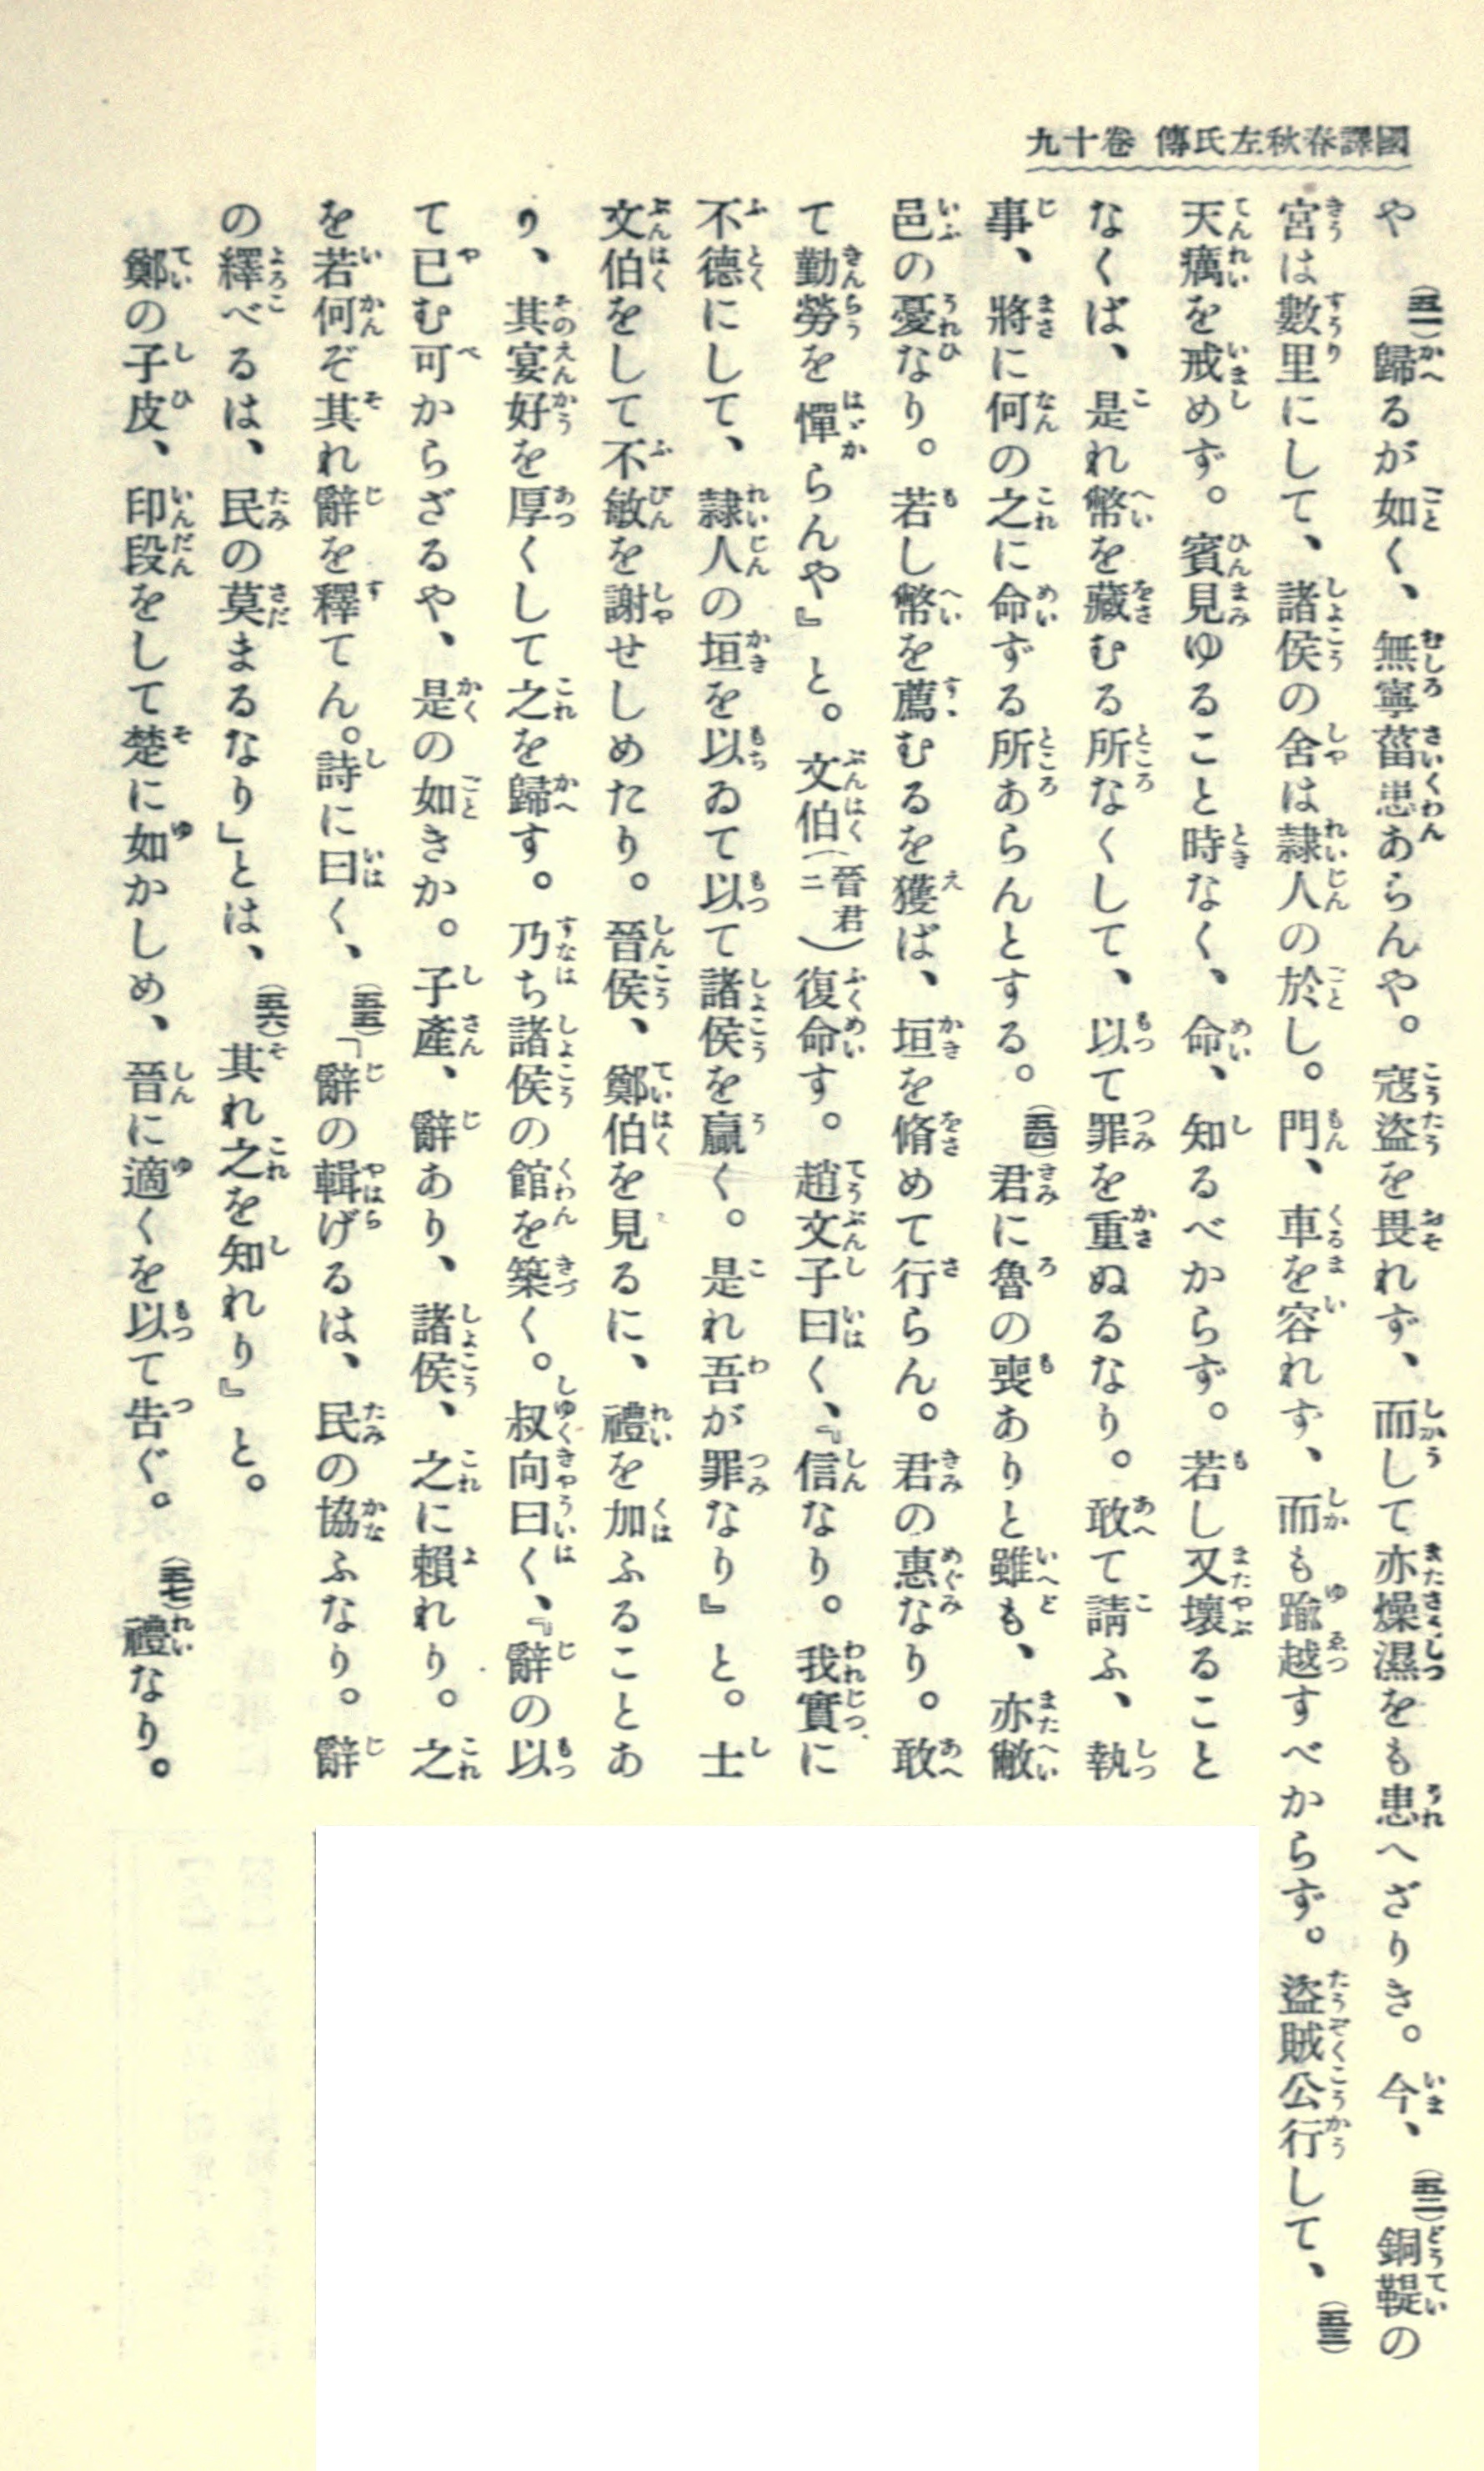 國譯春秋左氏傳 卷十九
や(五一)歸るが如く、無寧菑患あらんや。寇盜を畏れず、而して亦燥濕をも患へざりき。今、(五二)銅鞮の
宮は數里にして、諸侯の舍は隷人の於し。門、車を容れず、而も踰越すべからず。盜賊公行して、(五三)
天癘を戒めず。賓見ゆること時なく、命、知るべからず。若し又壞ること
なくば、是れ幣を藏むる所なくして、以て罪を重ぬるなり。敢て請ふ、執
事、將に何の之に命ずる所あらんとする。(五四)君に魯の喪ありと雖も、亦敝
邑の憂なり。若し幣を薦むるを獲ば、垣を脩めて行らん。君の惠なり。敢
て勤勞を憚らんや』と。文伯(晉君二)復命す。趙文子曰く、『信なり。我實に
不德にして、隷人の垣を以ゐて以て諸侯を贏く。是れ吾が罪なり』と。士
文伯をして不敏を謝せしめたり。晉侯、鄭伯を見るに、禮を加ふることあ
り、其宴好を厚くして之を歸す。乃ち諸侯の館を築く。叔向曰く、『辭の以
て已む可からざるや、是の如きか。子產、辭あり、諸侯、之に賴れり。之
を若何ぞ其れ辭を釋てん。詩に曰く、(五五)「辭の輯げるは、民の協ふなり。辭
の繹べるは、民の莫まるなり」とは、(五六)其れ之を知れり』と。
鄭の子皮、印段をして楚に如かしめ、晉に適くを以て告ぐ。(五七)禮なり。